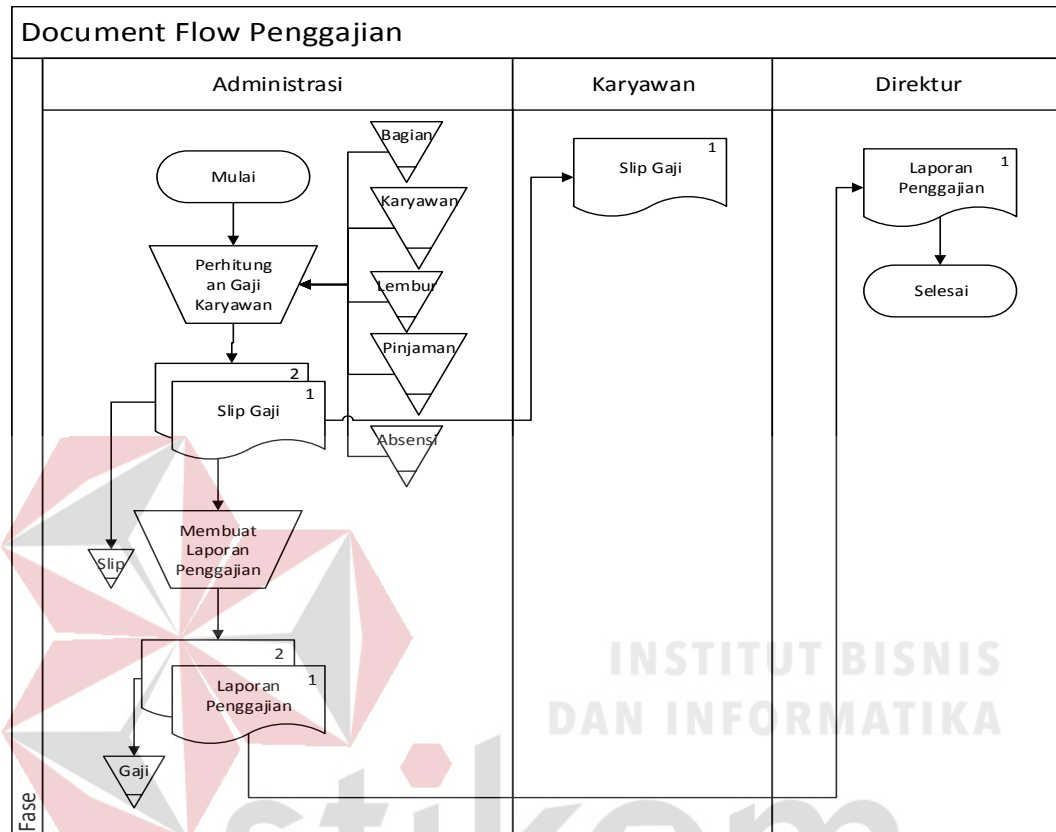 Document Flow Penggajian
Administrasi
Karyawan
Direktur
Mulai
Bagian
Karyawan
Lembur
Pinjaman
Absensi
Perhitung
an Gaji
Karyawan
2
1
Slip Gaji
Slip
Membuat
Laporan
Penggajian
2
1
Laporan
Penggajian
Gaji
1
Slip Gaji
1
Laporan
Penggajian
Selesai
Fase
INSTITUT BISNIS
DAN INFORMATIKA
stikom